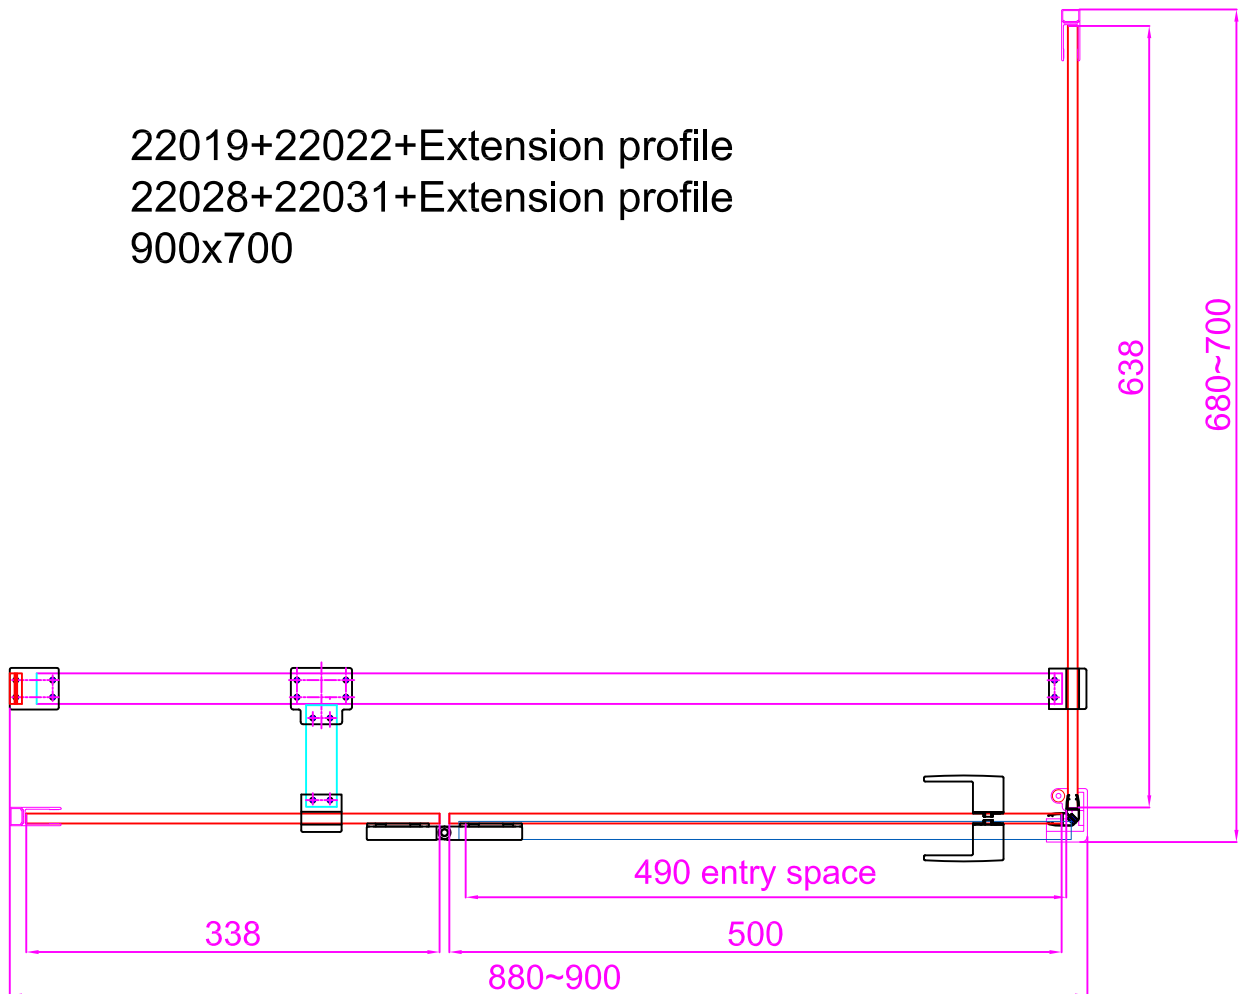 22019+22022+Extension profile
22028+22031+Extension profile
900x700
638
680~700
490 entry space
338
500
880~900